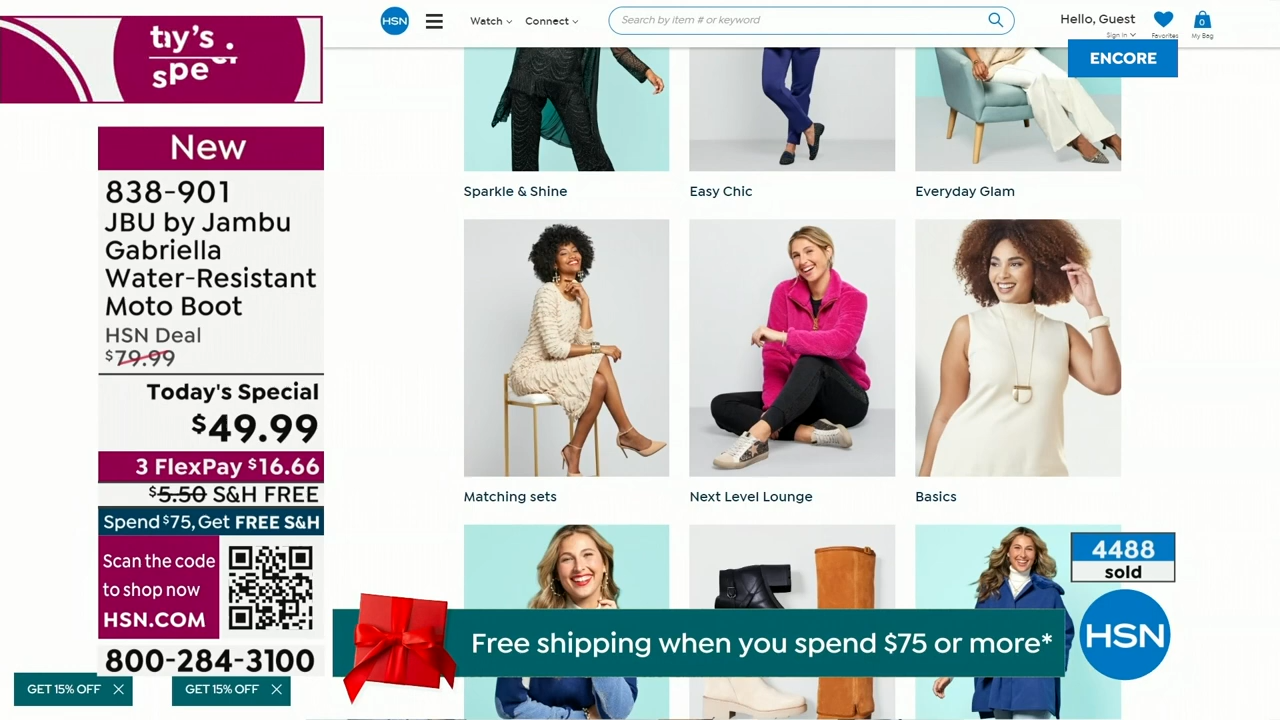 HSN
Watch
Connect
Search by item # or keyword
Hello, Guest
Sign In
Favorites
0
My Bag
ENCORE
New
838-901
JBU by Jambu
Gabriella
Water-Resistant
Moto Boot
HSN Deal
$79.99
Today's Special
$49.99
3 FlexPay $16.66
$5.50 S&H FREE
Spend $75, Get FREE S&H
Scan the code
to shop now
HSN.COM
800-284-3100
GET 15% OFF
GET 15% OFF
Sparkle & Shine
Easy Chic
Everyday Glam
Matching sets
Next Level Lounge
Basics
4488
sold
Free shipping when you spend $75 or more*
HSN